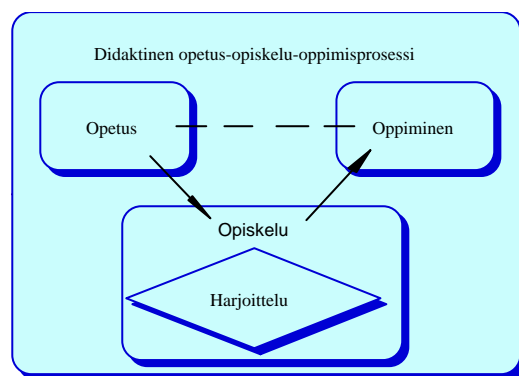 Didaktinen opetus-opiskelu-oppimisprosessi
Opetus
Oppiminen
Opiskelu
Harjoittelu